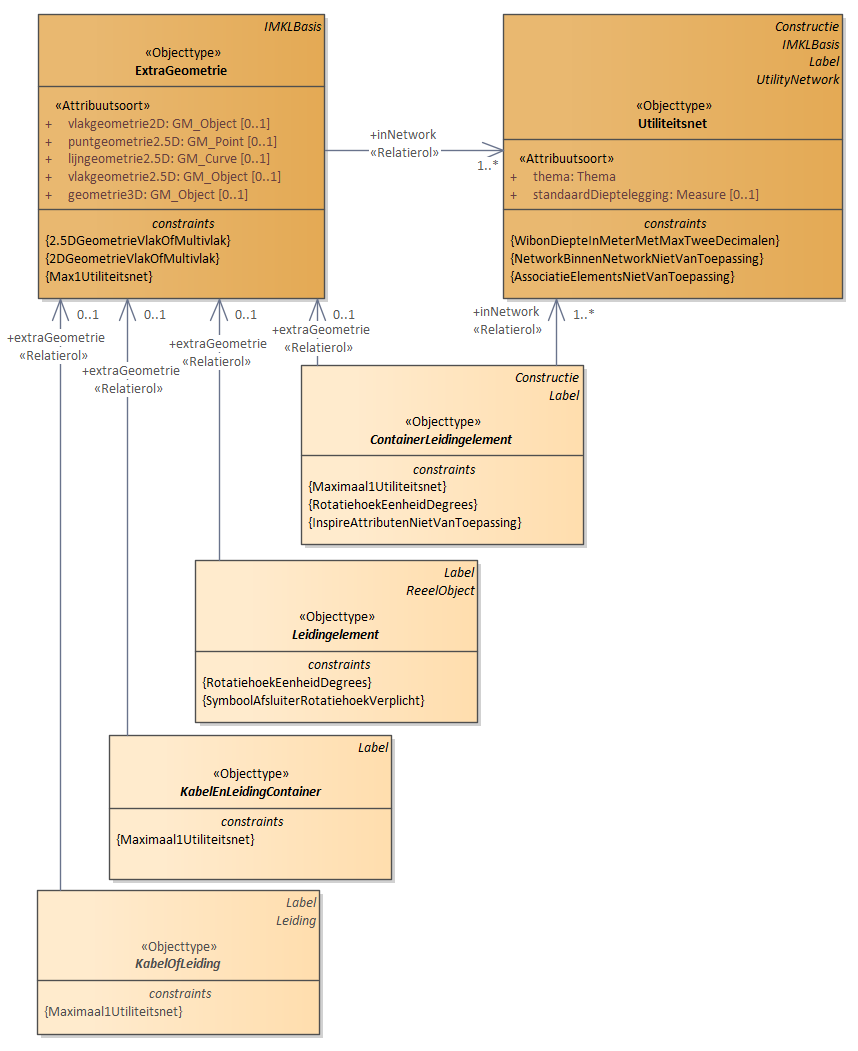 IMKLBasis
«Objecttype»
ExtraGeometrie
«Attribuutsoort»
+ vlakgeometrie2D: GM_Object [0..1]
+ puntgeometrie2.5D: GM_Point [0..1]
+ lijngeometrie2.5D: GM_Curve [0..1]
+ vlakgeometrie2.5D: GM_Object [0..1]
+ geometrie3D: GM_Object [0..1]
constraints
{2.5DGeometrieVlakOfMultivlak}
{2DGeometrieVlakOfMultivlak}
{Max1Utiliteitsnet}
+inNetwork
«Relatierol»
1..*
Constructie
IMKLBasis
Label
UtilityNetwork
«Objecttype»
Utiliteitsnet
«Attribuutsoort»
+ thema: Thema
+ standaardDieptelegging: Measure [0..1]
constraints
{WibonDiepteInMeterMetMaxTweeDecimalen}
{NetworkBinnenNetworkNietVanToepassing}
{AssociatieElementsNietVanToepassing}
0..1
+extraGeometrie
«Relatierol»
0..1
+extraGeometrie
«Relatierol»
0..1
+extraGeometrie
«Relatierol»
0..1
+extraGeometrie
«Relatierol»
+inNetwork
«Relatierol»
1..*
Constructie
Label
«Objecttype»
ContainerLeidingelement
constraints
{Maximaal1Utiliteitsnet}
{RotatiehoekEenheidDegrees}
{InspireAttributenNietVanToepassing}
Label
ReeelObject
«Objecttype»
Leidingelement
constraints
{RotatiehoekEenheidDegrees}
{SymboolAfsluiterRotatiehoekVerplicht}
Label
«Objecttype»
KabelEnLeidingContainer
constraints
{Maximaal1Utiliteitsnet}
Label
Leiding
«Objecttype»
KabelOfLeiding
constraints
{Maximaal1Utiliteitsnet}